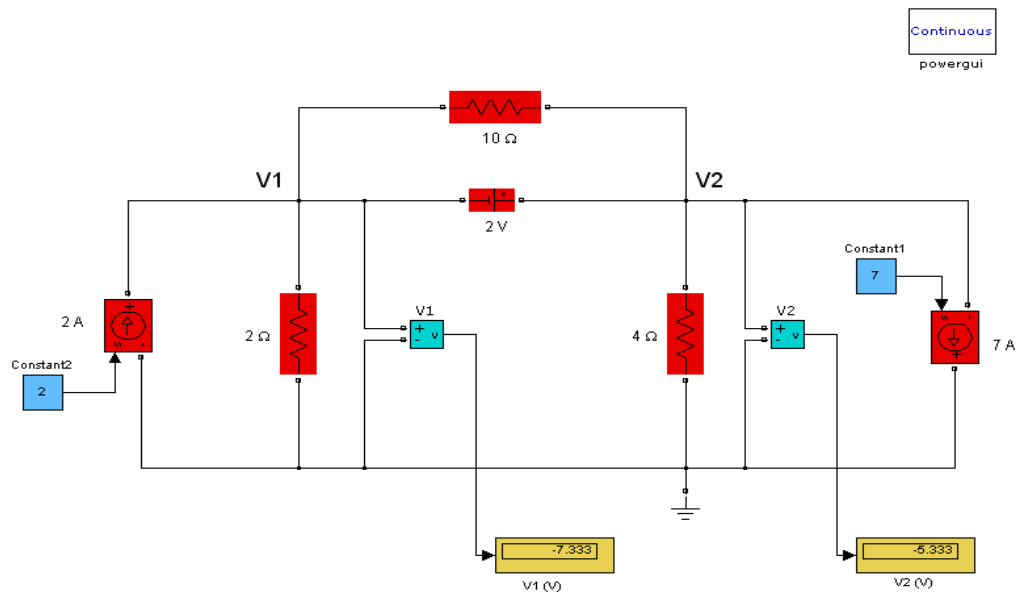 Continuous
powergui
10 Ω
V1
V2
+
2 V
Constant1
7
2 A
+
s
-
2 Ω
V1
+
-
v
4 Ω
V2
+
-
v
s
-
+
7 A
Constant2
2
-7.333
V1 (V)
-5.333
V2 (V)